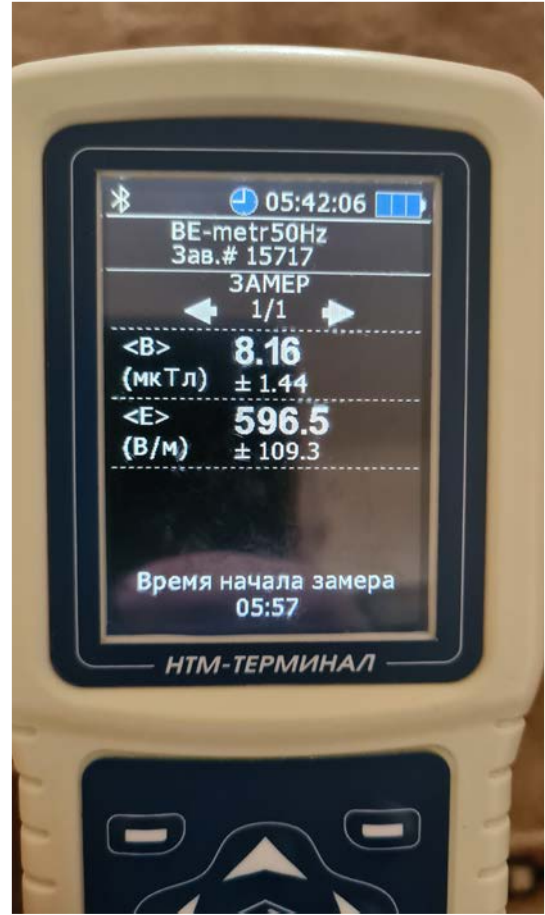 05:42:06
BE-metr50Hz
Зав.# 15717
ЗАМЕР
1/1
<B> 8.16
(мкТл) ± 1.44
<E> 596.5
(В/м) ± 109.3
Время начала замера
05:57
НТМ-ТЕРМИНАЛ